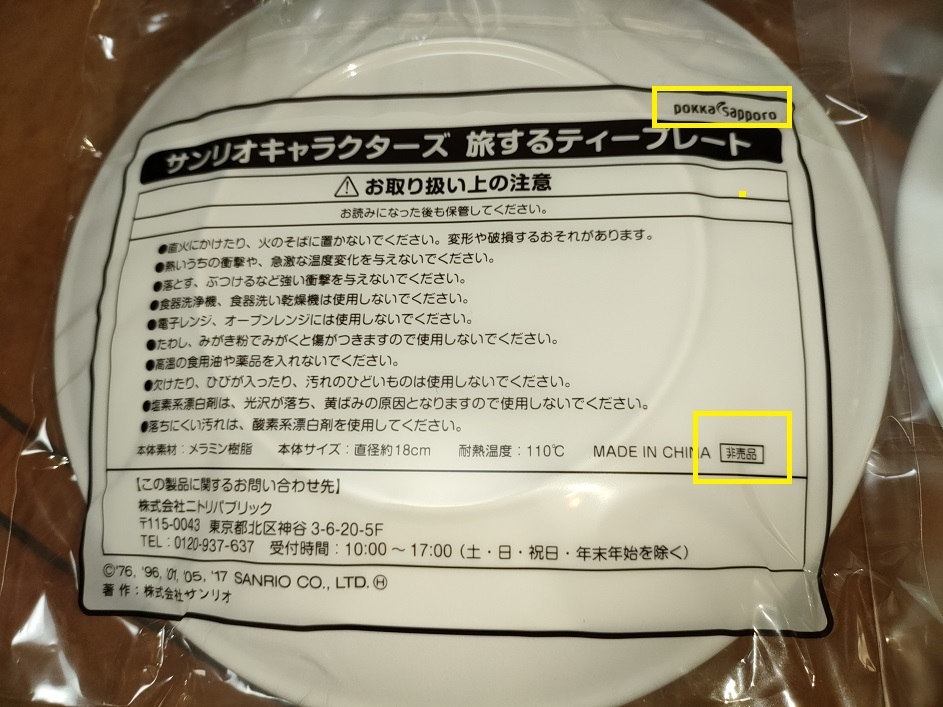 pokka sapporo
サンリオキャラクターズ 旅するティープレート
⚠お取り扱い上の注意
お読みになった後も保管してください。
●直火にかけたり、火のそばに置かないでください。変形や破損するおそれがあります。
●熱いうちの衝撃や、急激な温度変化を与えないでください。
●落とす、ぶつけるなど強い衝撃を与えないでください。
●食器洗浄機、食器洗い乾燥機は使用しないでください。
●電子レンジ、オーブンレンジには使用しないでください。
●たわし、みがき粉でみがくと傷がつきますので使用しないでください。
●高温の食用油や薬品を入れないでください。
●欠けたり、ひびが入ったり、汚れのひどいものは使用しないでください。
●塩素系漂白剤は、光沢が落ち、黄ばみの原因となりますので使用しないでください。
●落ちにくい汚れは、酸素系漂白剤を使用してください。
本体素材：メラミン樹脂 本体サイズ：直径約18cm 耐熱温度：110℃ MADE IN CHINA 非売品
【この製品に関するお問い合わせ先】
株式会社ニトリパブリック
〒115-0043 東京都北区神谷 3-6-20-5F
TEL：0120-937-637 受付時間：10:00～17:00（土・日・祝日・年末年始を除く）
©'76, '96, '01, '05, '17 SANRIO CO., LTD. Ⓗ
著作：株式会社サンリオ